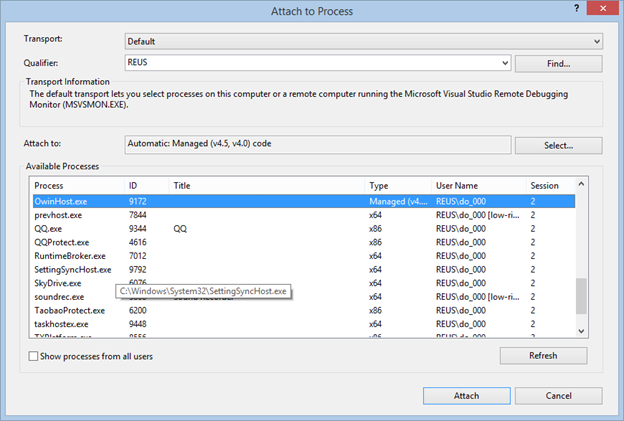 Attach to Process
? ×
Transport: Default
Qualifier: REUS Find...
Transport Information
The default transport lets you select processes on this computer or a remote computer running the Microsoft Visual Studio Remote Debugging
Monitor (MSVSMON.EXE).
Attach to: Automatic: Managed (v4.5, v4.0) code Select...
Available Processes
Process ID Title Type User Name Session
OwinHost.exe 9172 Managed (v4.... REUS\do_000 2
prevhost.exe 7844 x64 REUS\do_000 [low-ri... 2
QQ.exe 9344 QQ x86 REUS\do_000 2
QQProtect.exe 4616 x86 REUS\do_000 2
RuntimeBroker.exe 7012 x64 REUS\do_000 2
SettingSyncHost.exe 9792 x64 REUS\do_000 2
SkyDrive.exe 6076 x64 REUS\do_000 2
C:\Windows\System32\SettingSyncHost.exe
soundrec.exe Sound Recorder x64 REUS\do_000 [low-ri... 2
TaobaoProtect.exe 6200 x86 REUS\do_000 2
taskhostex.exe 9448 x64 REUS\do_000 2
TXPlatform.exe 8556 x86 REUS\do_000 2
Show processes from all users Refresh
Attach Cancel